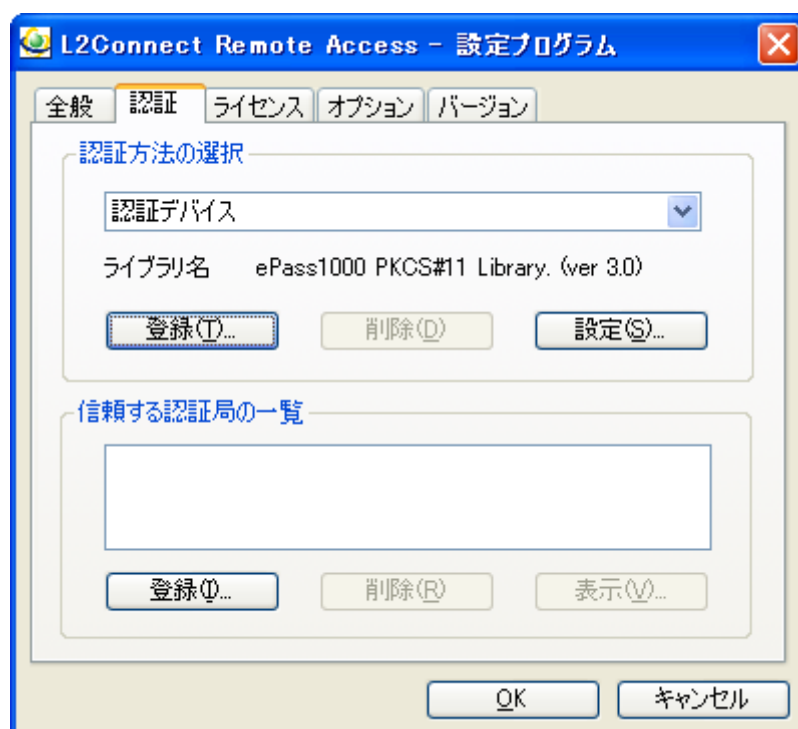 L2Connect Remote Access - 設定プログラム
全般 認証 ライセンス オプション バージョン
認証方法の選択
認証デバイス
ライブラリ名 ePass1000 PKCS#11 Library. (ver 3.0)
登録(T)... 削除(D) 設定(S)...
信頼する認証局の一覧
登録(I)... 削除(R) 表示(V)...
OK キャンセル